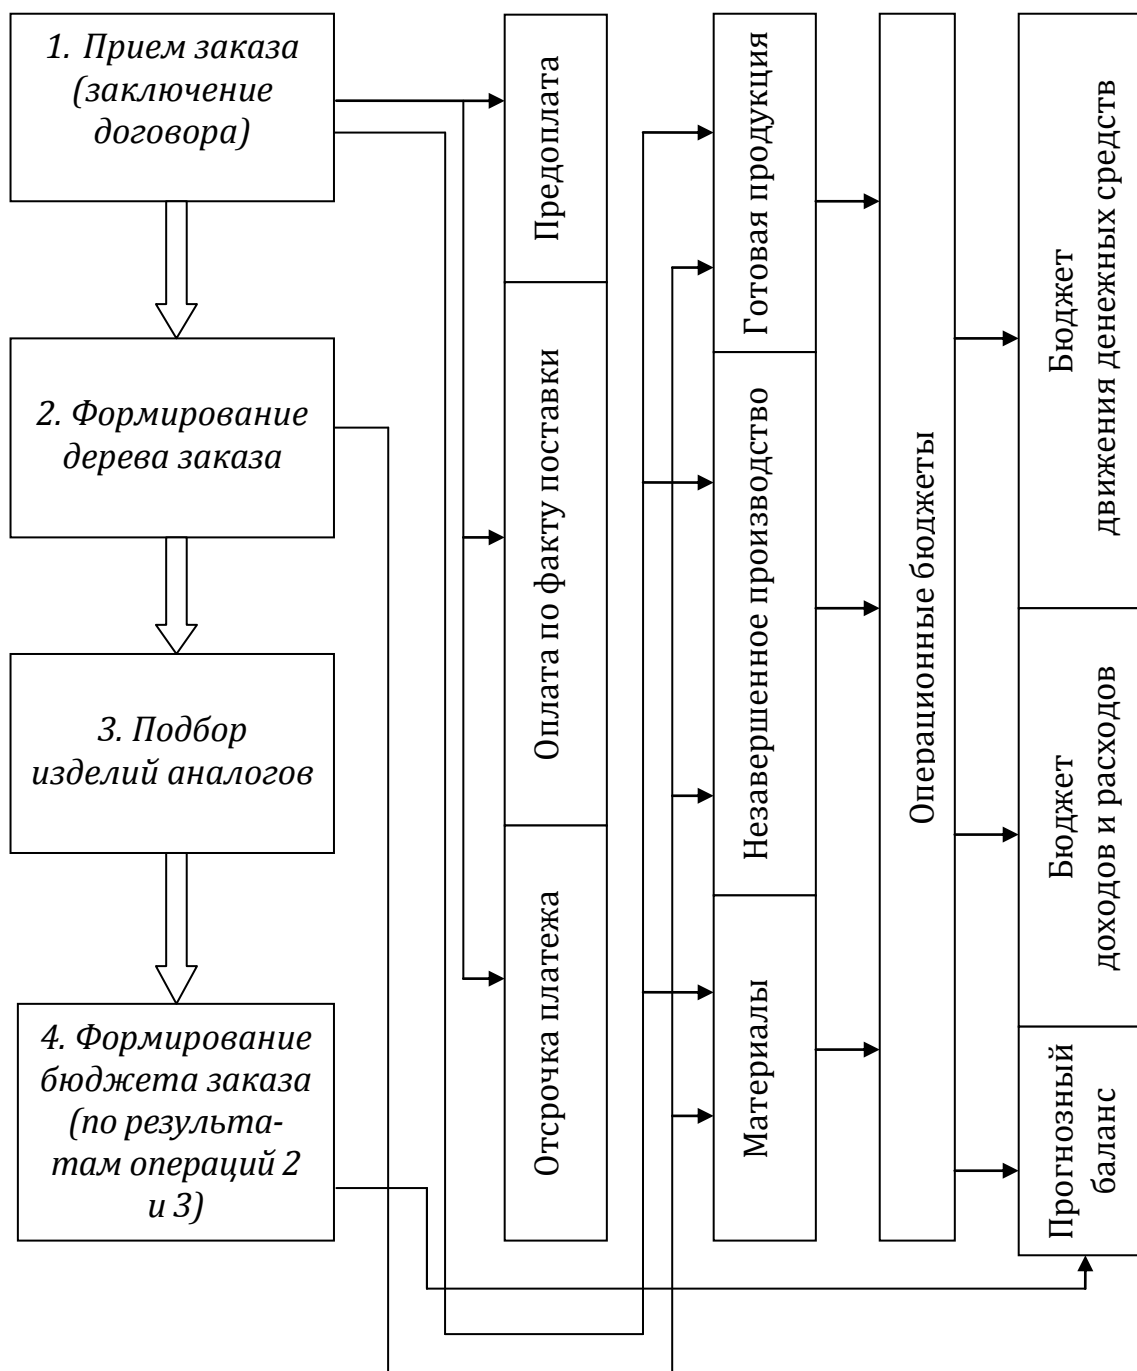 1. Прием заказа
(заключение
договора)
2. Формирование
дерева заказа
3. Подбор
изделий аналогов
4. Формирование
бюджета заказа
(по результа-
там операций 2
и 3)
Предоплата
Оплата по факту поставки
Отсрочка платежа
Готовая продукция
Незавершенное производство
Материалы
Операционные бюджеты
Бюджет
движения денежных средств
Бюджет
доходов и расходов
Прогнозный
баланс